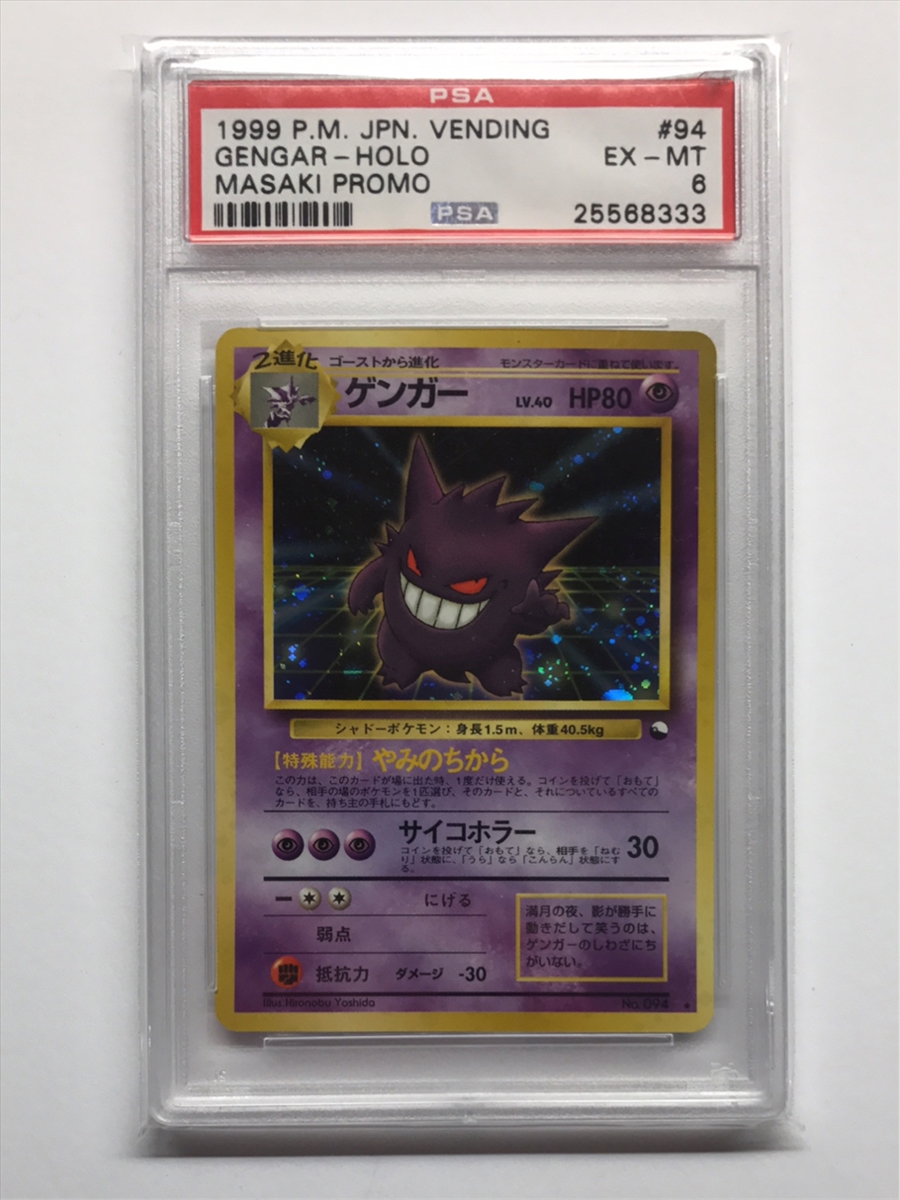 PSA
1999 P.M. JPN. VENDING #94
GENGAR-HOLO EX-MT
MASAKI PROMO 6
PSA 25568333
2進化 ゴーストから進化 モンスターカードに重ねて使います。
ゲンガー LV.40 HP80
シャドーポケモン：身長1.5m、体重40.5kg
【特殊能力】やみのちから
この力は、このカードが場に出た時、1度だけ使える。コインを投げて「おもて」
なら、相手の場のポケモンを1匹選び、そのカードと、それについているすべての
カードを、持ち主の手札にもどす。
サイコホラー 30
コインを投げて「おもて」なら、相手を「ねむ
り」状態に、「うら」なら「こんらん」状態にす
る。
ー にげる
弱点
抵抗力 ダメージ -30
満月の夜、影が勝手に
動きだして笑うのは、
ゲンガーのしわざにち
がいない。
Illus. Hironobu Yoshida No. 094 ★